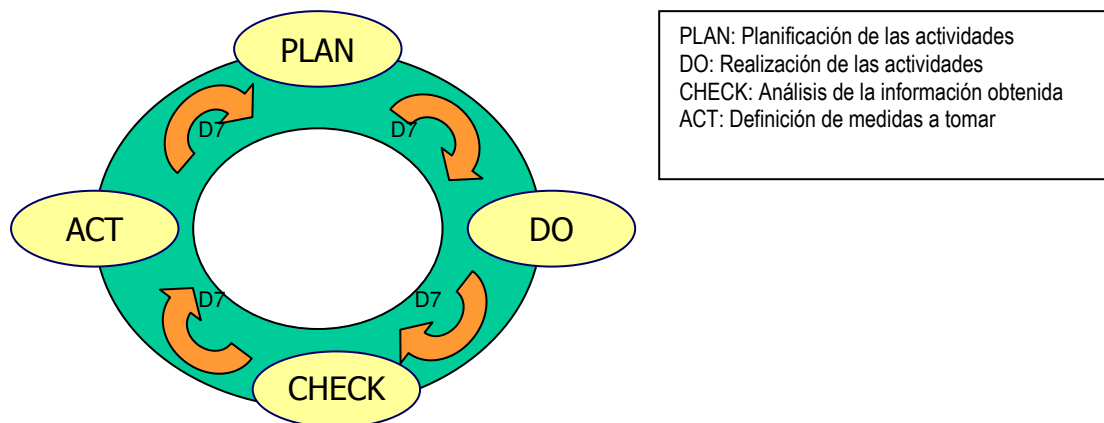 PLAN
PLAN: Planificación de las actividades
DO: Realización de las actividades
CHECK: Análisis de la información obtenida
ACT: Definición de medidas a tomar
D7
D7
ACT
DO
D7
D7
CHECK